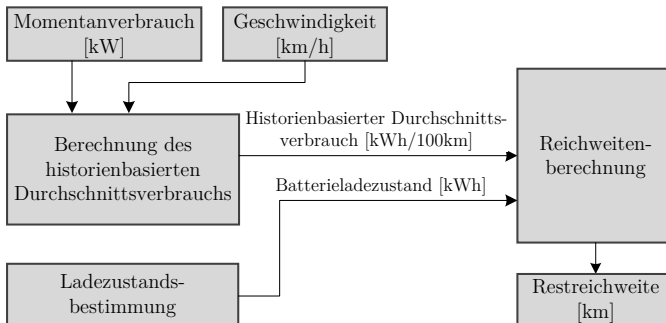 Momentanverbrauch
[kW]
Geschwindigkeit
[km/h]
Berechnung des
historienbasierten
Durchschnittsverbrauchs
Historienbasierter Durchschnitts-
verbrauch [kWh/100km]
Batterieladezustand [kWh]
Reichweiten-
berechnung
Ladezustands-
bestimmung
Restreichweite
[km]